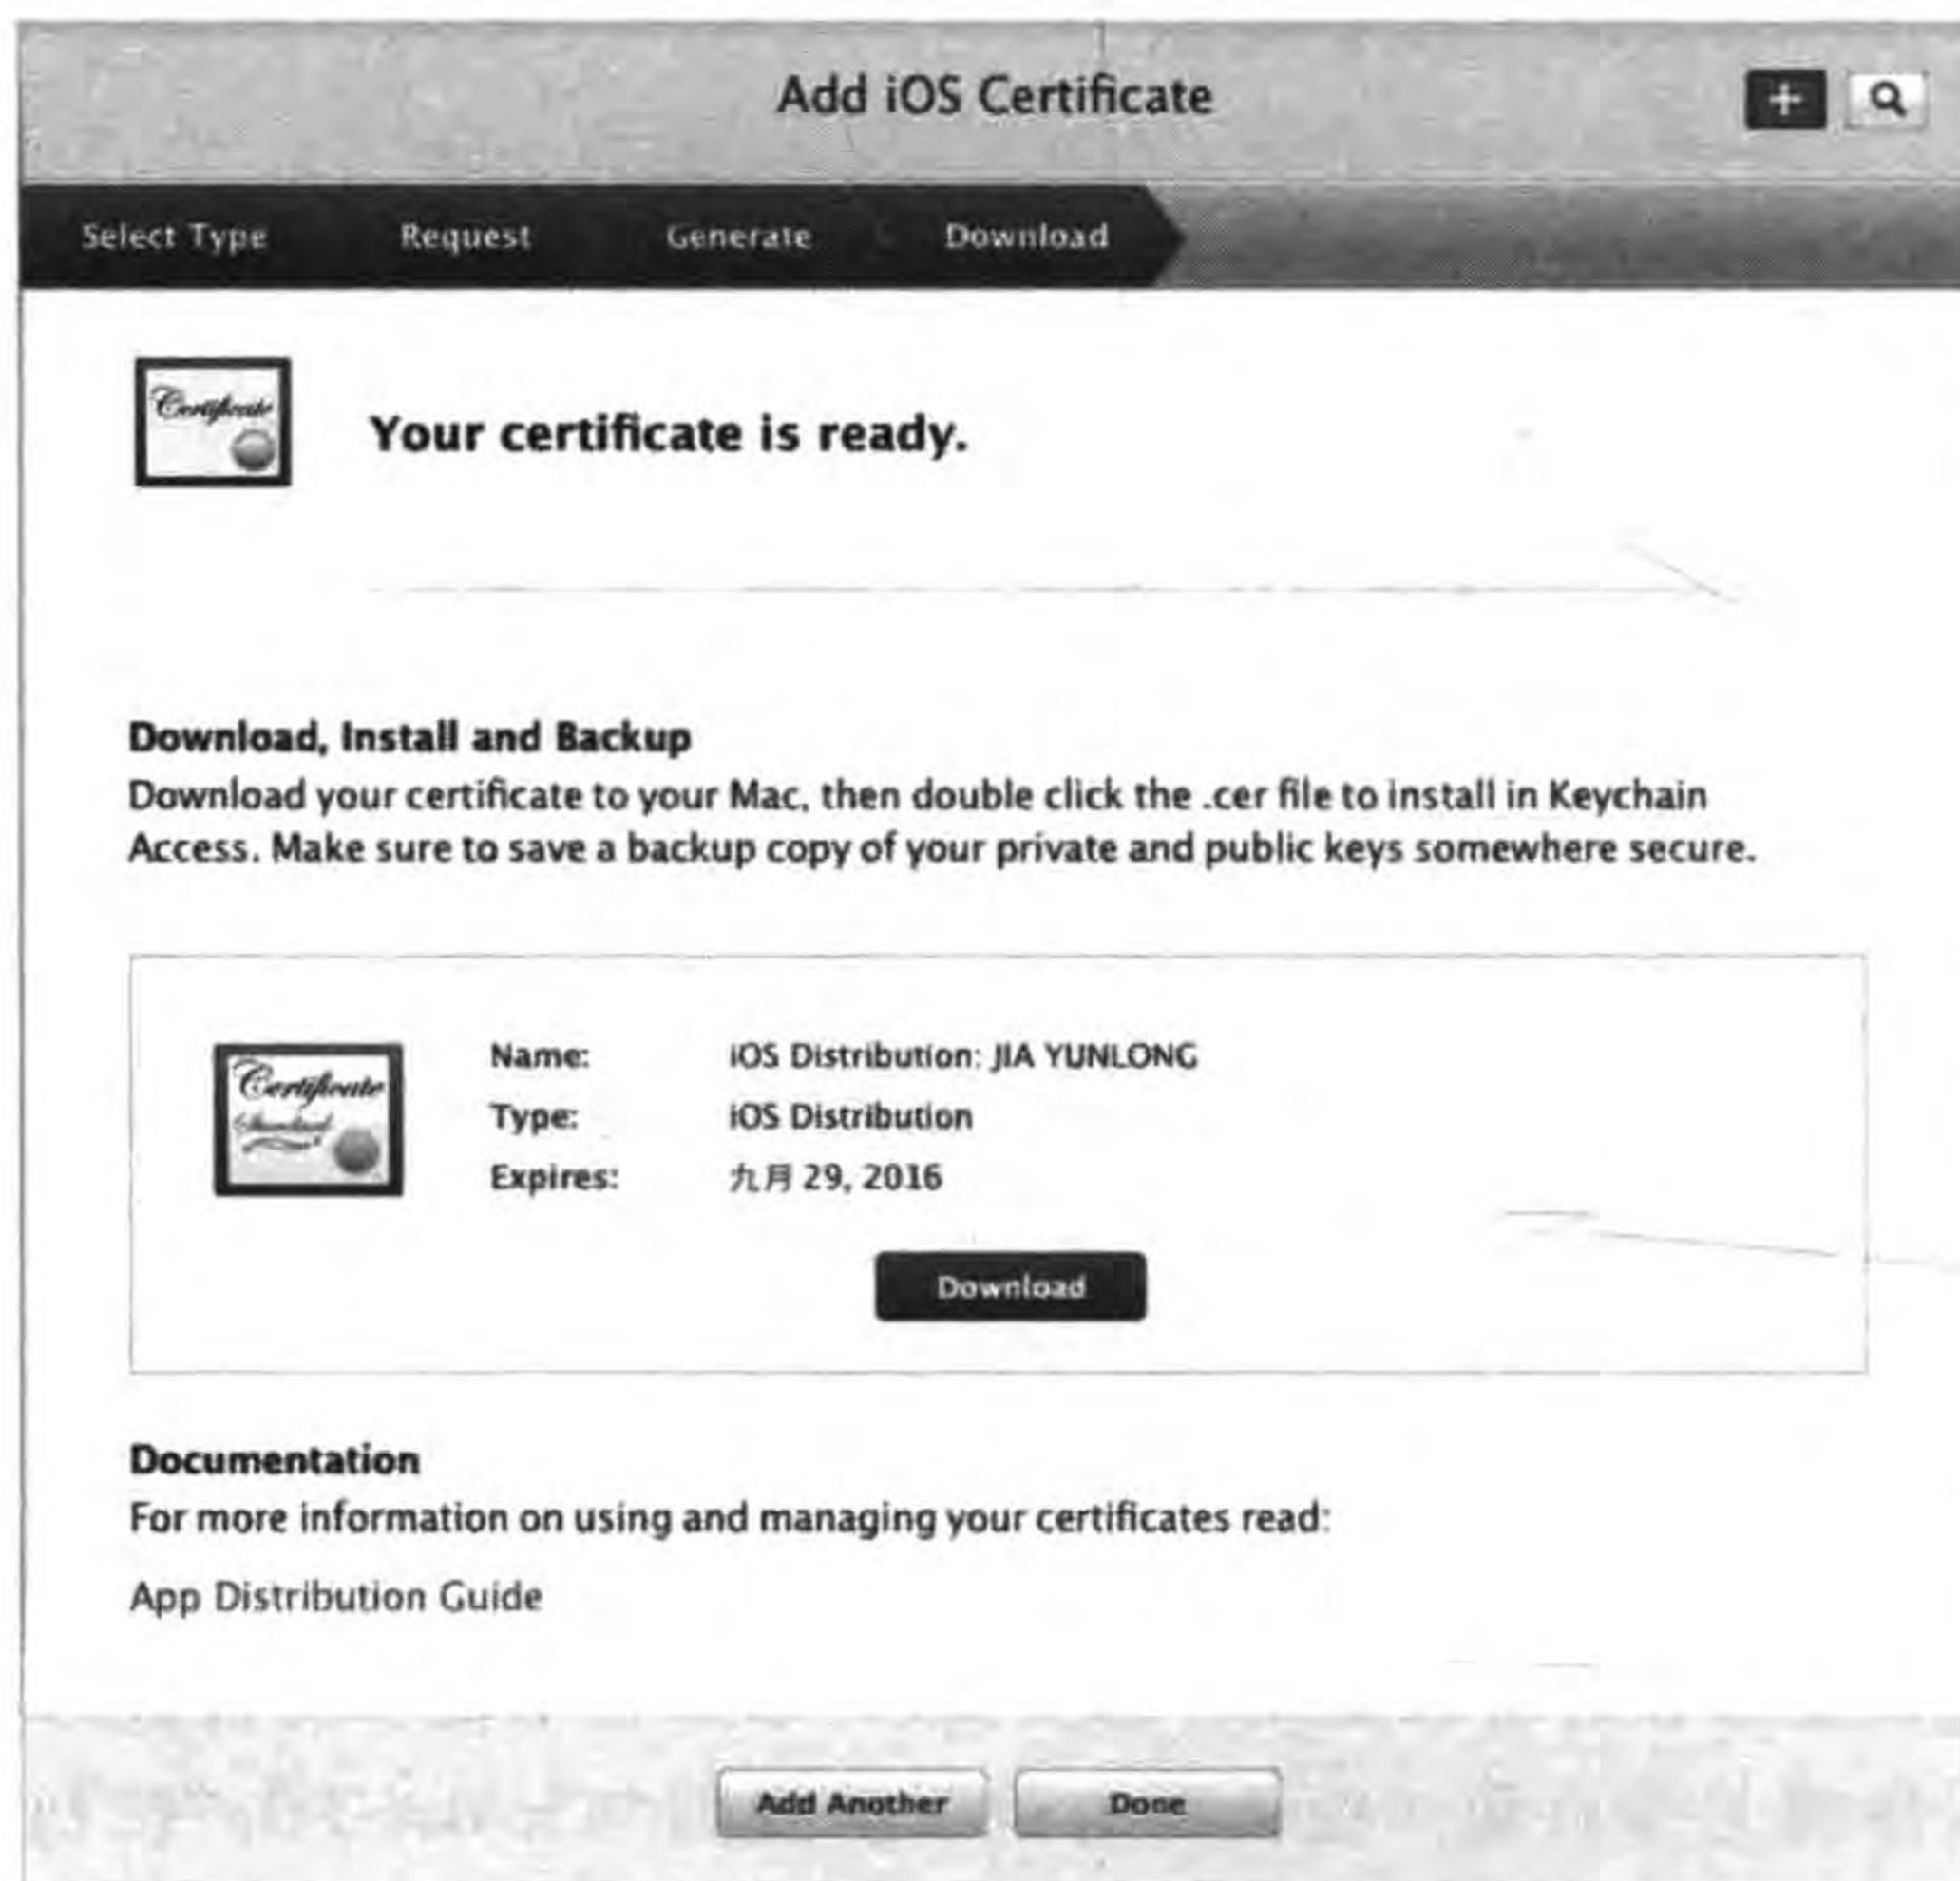 Add iOS Certificate
Select Type Request Generate Download
Certificate
Your certificate is ready.
Download, Install and Backup
Download your certificate to your Mac, then double click the .cer file to install in Keychain
Access. Make sure to save a backup copy of your private and public keys somewhere secure.
Certificate
Standard
Name: iOS Distribution: JIA YUNLONG
Type: iOS Distribution
Expires: 九月 29, 2016
Download
Documentation
For more information on using and managing your certificates read:
App Distribution Guide
Add Another Done